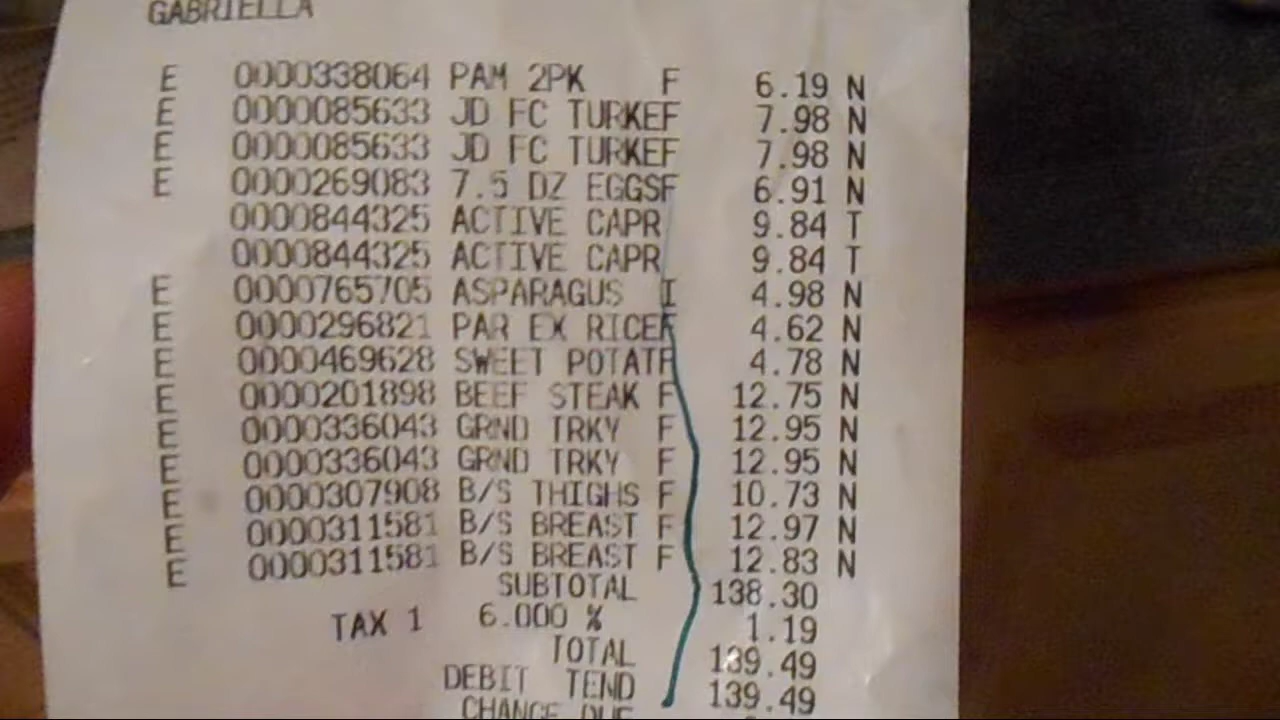 GABRIELLA
E 0000338064 PAM 2PK F 6.19 N
E 0000085633 JD FC TURKEF 7.98 N
E 0000085633 JD FC TURKEF 7.98 N
E 0000269083 7.5 DZ EGGSF 6.91 N
0000844325 ACTIVE CAPR 9.84 T
0000844325 ACTIVE CAPR 9.84 T
E 0000765705 ASPARAGUS I 4.98 N
E 0000296821 PAR EX RICEF 4.62 N
E 0000469628 SWEET POTATF 4.78 N
E 0000201898 BEEF STEAK F 12.75 N
E 0000336043 GRND TRKY F 12.95 N
E 0000336043 GRND TRKY F 12.95 N
E 0000307908 B/S THIGHS F 10.73 N
E 0000311581 B/S BREAST F 12.97 N
E 0000311581 B/S BREAST F 12.83 N
SUBTOTAL 138.30
TAX 1 6.000 % 1.19
TOTAL 139.49
DEBIT TEND 139.49
CHANGE DUE